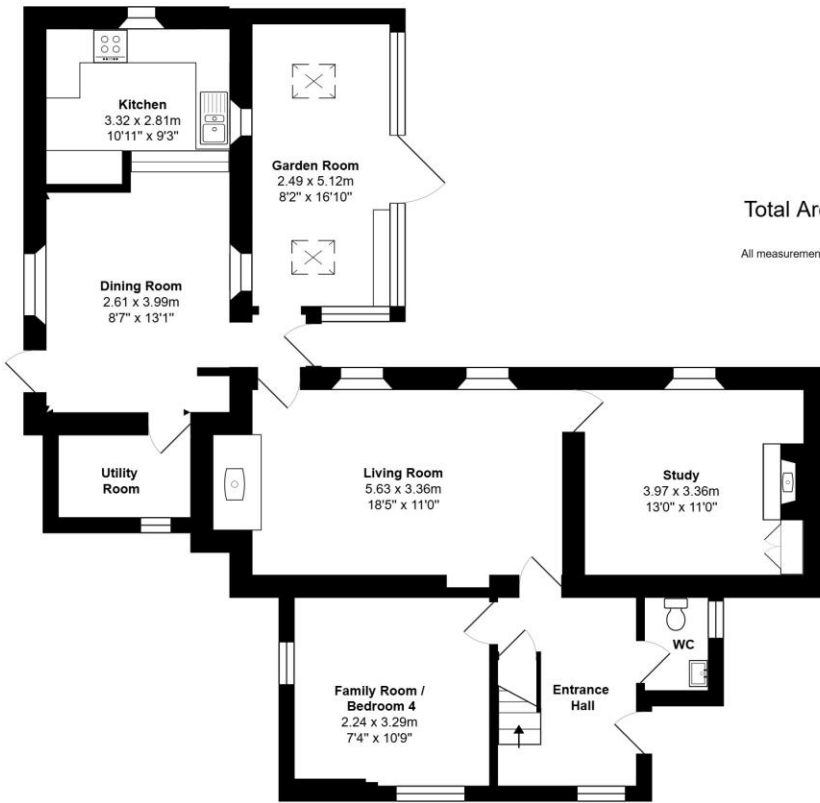 Kitchen
3.32 x 2.81m
10'11" x 9'3"
Garden Room
2.49 x 5.12m
8'2" x 16'10"
Total Ar
All measuremen
Dining Room
2.61 x 3.99m
8'7" x 13'1"
Utility
Room
Living Room
5.63 x 3.36m
18'5" x 11'0"
Study
3.97 x 3.36m
13'0" x 11'0"
WC
Family Room /
Bedroom 4
2.24 x 3.29m
7'4" x 10'9"
Entrance
Hall